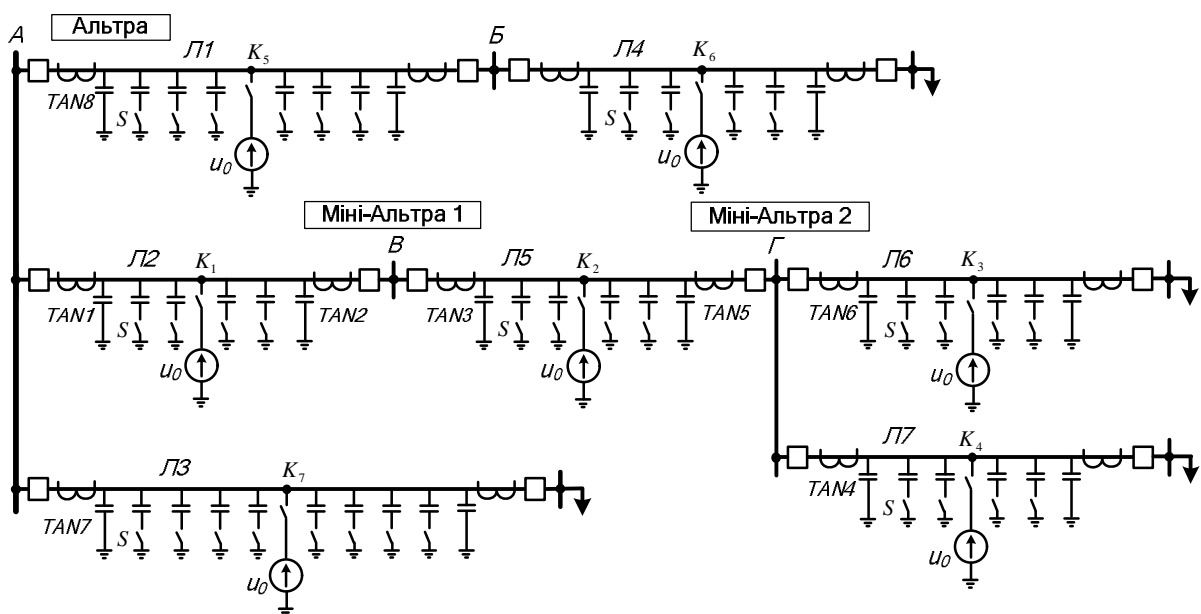 А Альтра Л1 K5 Б Л4 K6
TAN8 S u0 S u0
Міні-Альтра 1 Міні-Альтра 2
Л2 K1 В Л5 K2 Г Л6 K3
TAN1 S u0 TAN2 TAN3 S u0 TAN5 TAN6 S u0
Л7 K4
Л3 K7 TAN4 S u0
TAN7 S u0